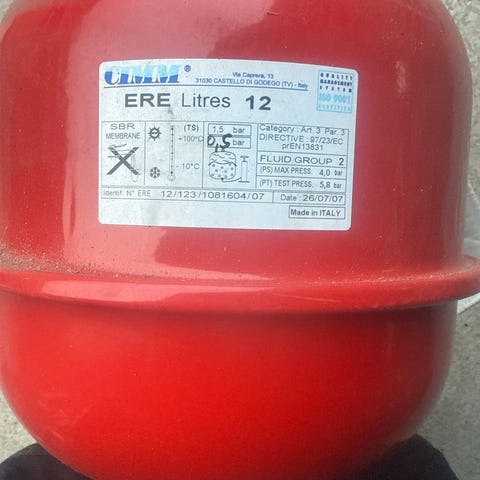 CIMM ®
Via Caprera, 13
31030 CASTELLO DI GODEGO (TV) - Italy
QUALITY
MANAGEMENT
SYSTEM
ISO 9001
ERE Litres 12
SBR
MEMBRANE
(TS)
+100°C
- 10°C
1,5 bar
0,5 bar
Category: Art. 3 Par. 3
DIRECTIVE: 97/23/EC
prEN13831
FLUID GROUP 2
(PS) MAX PRESS. 4,0 bar
(PT) TEST PRESS. 5,8 bar
Identif. N° ERE 12/123/1081604/07
Date: 26/07/07
Made in ITALY